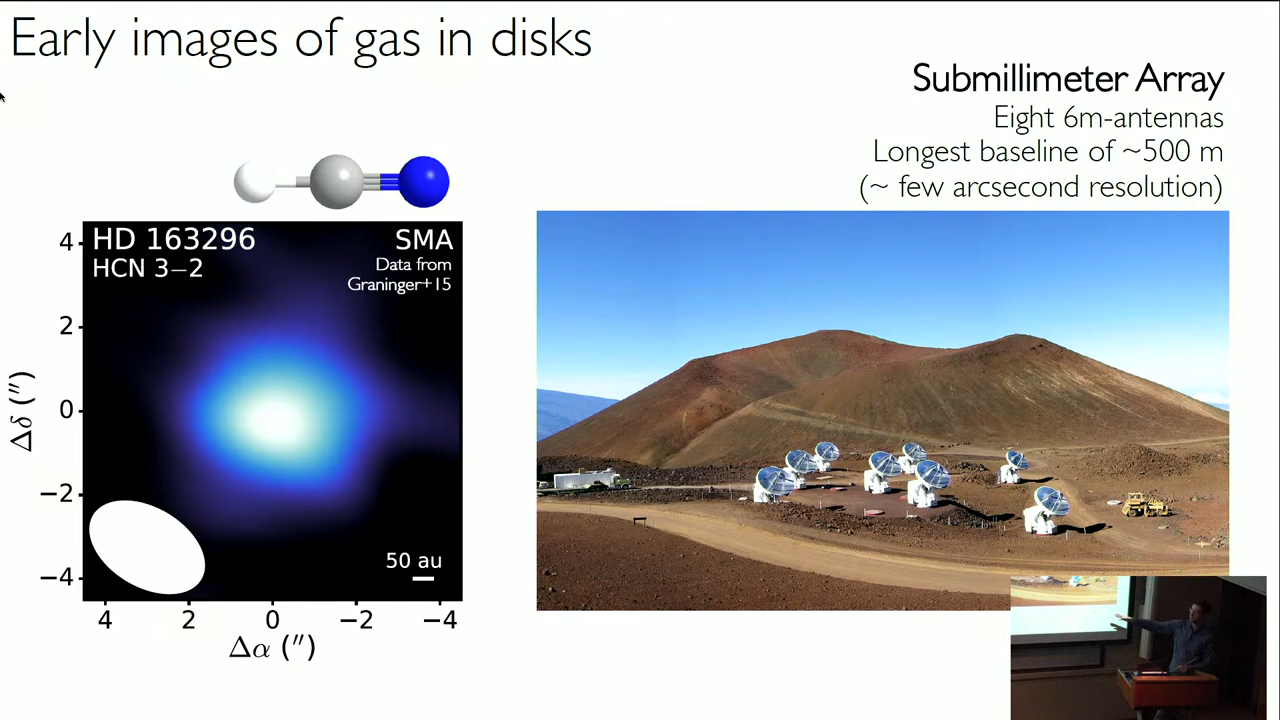 Early images of gas in disks
Submillimeter Array
Eight 6m-antennas
Longest baseline of ~500 m
(~ few arcsecond resolution)
HD 163296
SMA
HCN 3−2
Data from
Graninger+15
4
2
0
−2
−4
Δδ (″)
50 au
4
2
0
−2
−4
Δα (″)